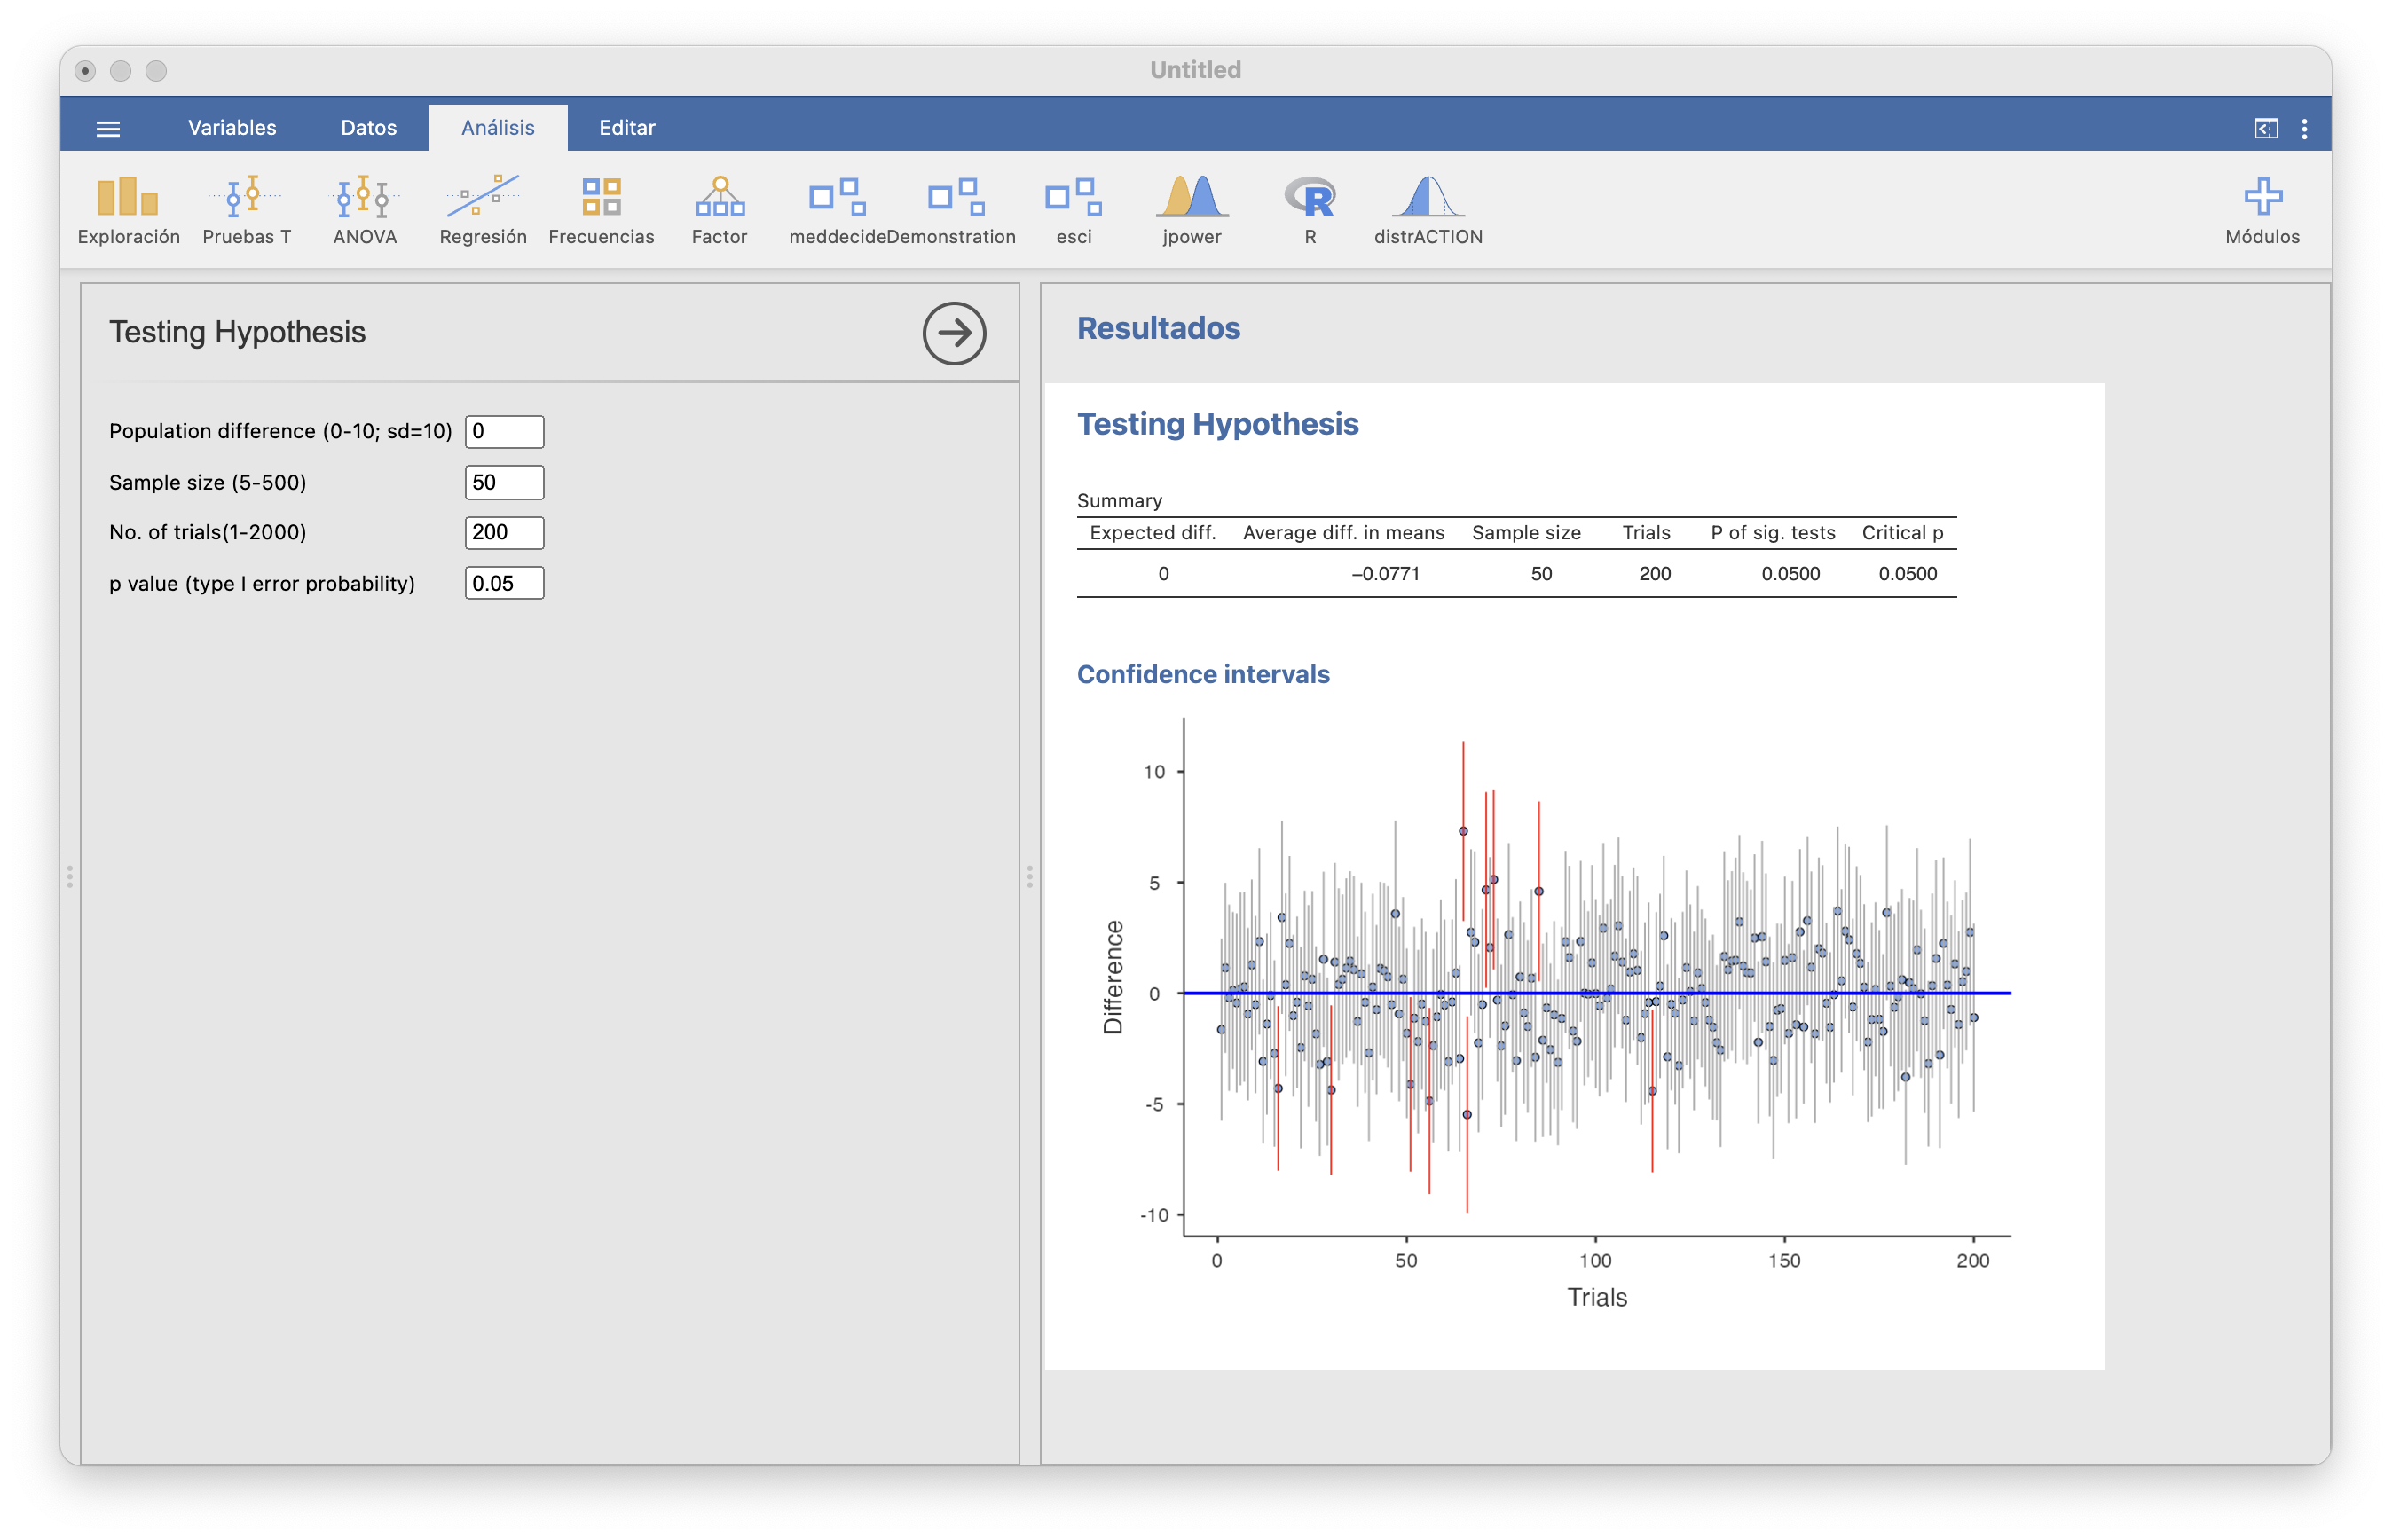 Untitled
Variables Datos Análisis Editar
Exploración Pruebas T ANOVA Regresión Frecuencias Factor meddecide Demonstration esci jpower R distrACTION Módulos
Testing Hypothesis
Population difference (0-10; sd=10) 0
Sample size (5-500) 50
No. of trials(1-2000) 200
p value (type I error probability) 0.05
Resultados
Testing Hypothesis
Summary
Expected diff. Average diff. in means Sample size Trials P of sig. tests Critical p
0 −0.0771 50 200 0.0500 0.0500
Confidence intervals
10
5
0
-5
-10
Difference
0 50 100 150 200
Trials